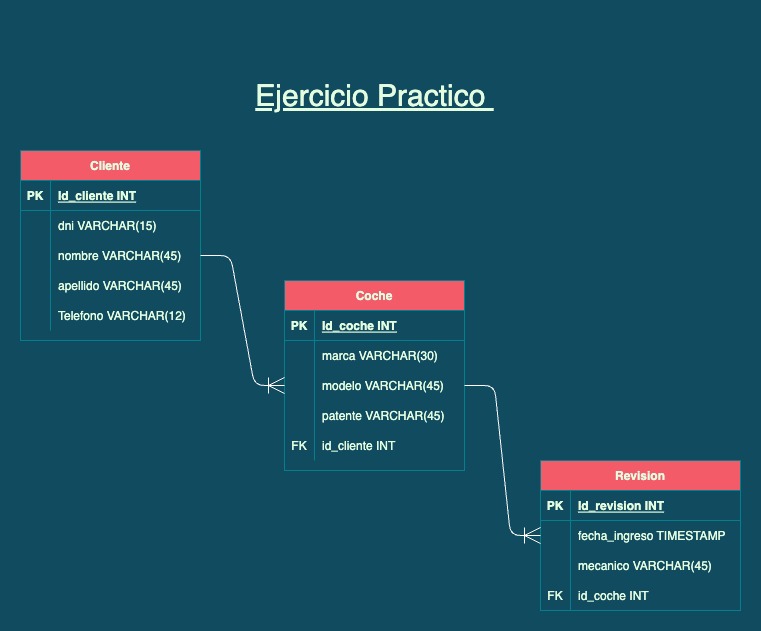 Ejercicio Practico
Cliente
PK Id_cliente INT
dni VARCHAR(15)
nombre VARCHAR(45)
apellido VARCHAR(45)
Telefono VARCHAR(12)
Coche
PK Id_coche INT
marca VARCHAR(30)
modelo VARCHAR(45)
patente VARCHAR(45)
FK id_cliente INT
Revision
PK Id_revision INT
fecha_ingreso TIMESTAMP
mecanico VARCHAR(45)
FK id_coche INT